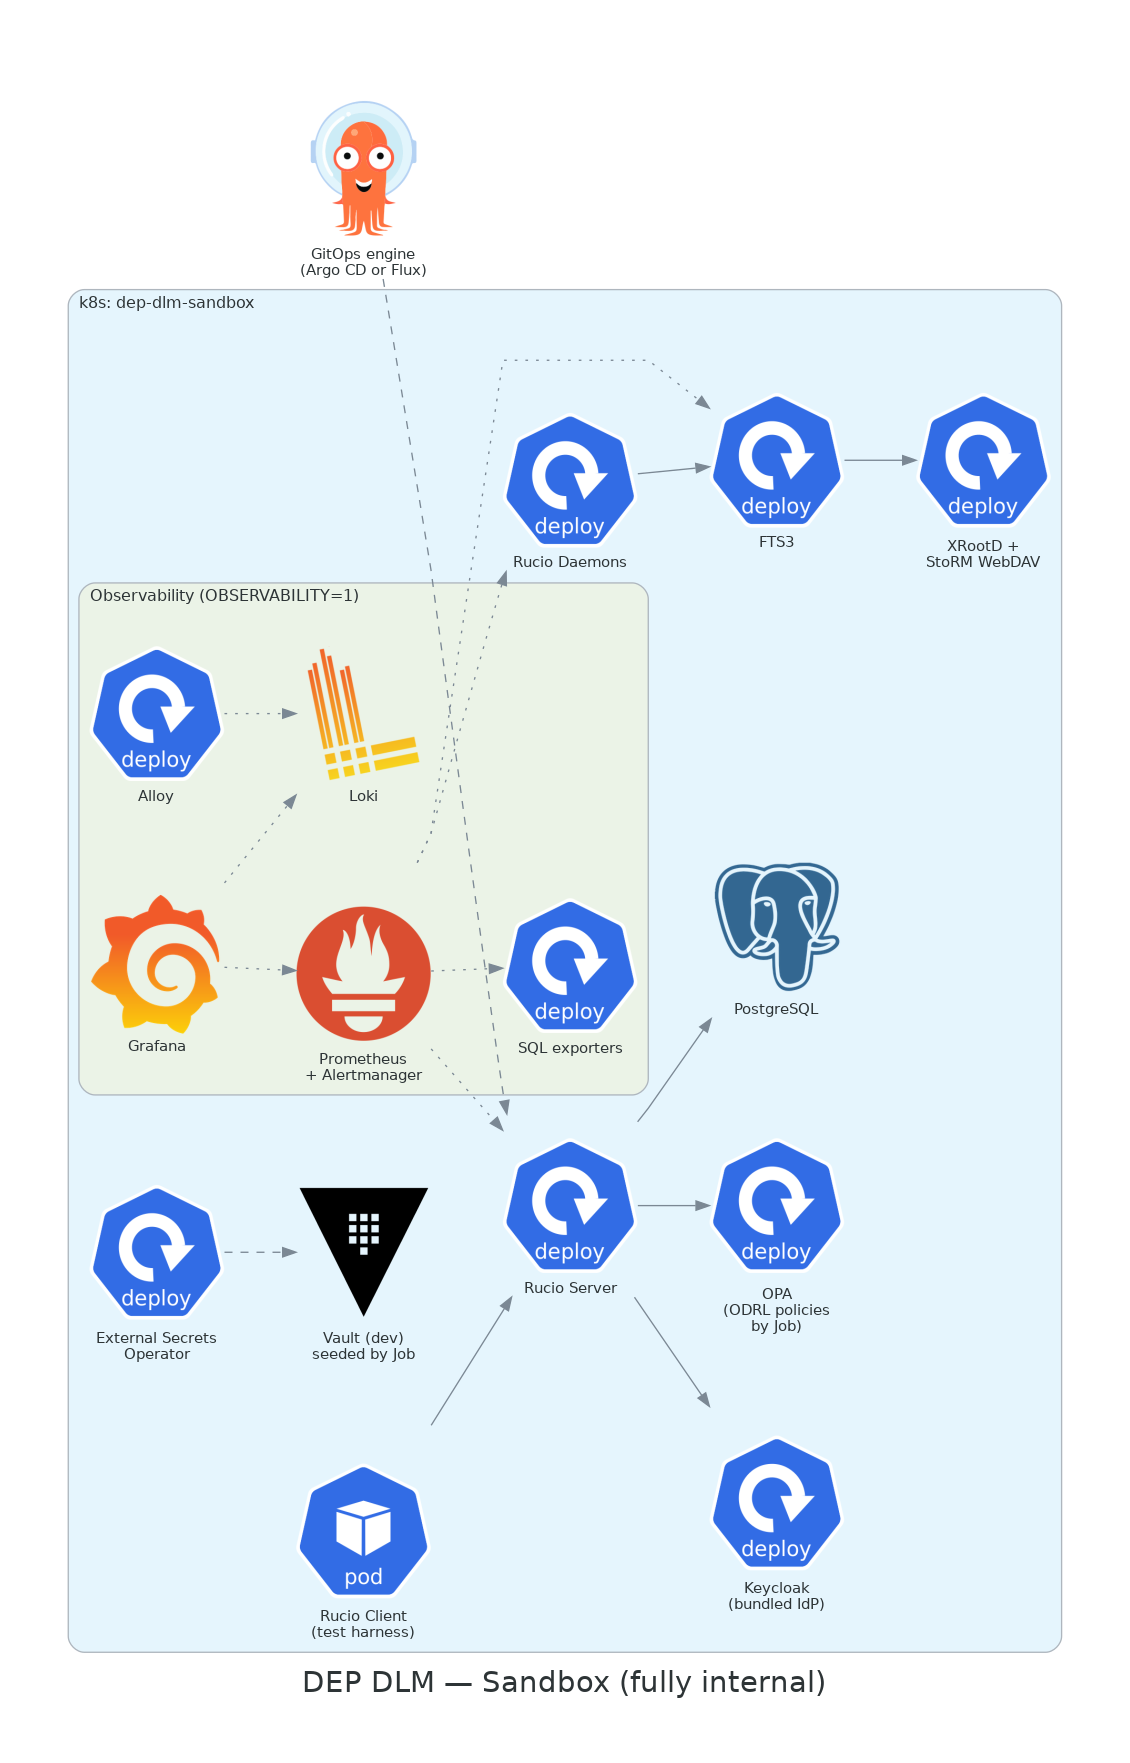 GitOps engine
(Argo CD or Flux)
k8s: dep-dlm-sandbox
deploy
Rucio Daemons
deploy
FTS3
deploy
XRootD +
StoRM WebDAV
Observability (OBSERVABILITY=1)
deploy
Alloy
Loki
Grafana
Prometheus
+ Alertmanager
deploy
SQL exporters
PostgreSQL
deploy
External Secrets
Operator
Vault (dev)
seeded by Job
deploy
Rucio Server
deploy
OPA
(ODRL policies
by Job)
pod
Rucio Client
(test harness)
deploy
Keycloak
(bundled IdP)
DEP DLM — Sandbox (fully internal)